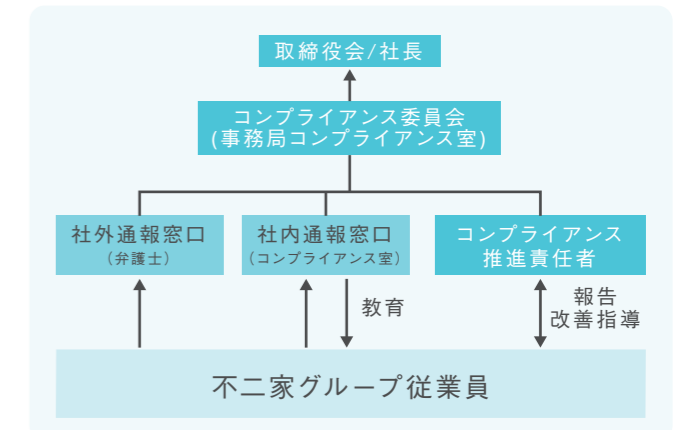 取締役会/社長
コンプライアンス委員会
(事務局コンプライアンス室)
社外通報窓口
（弁護士）
社内通報窓口
（コンプライアンス室）
コンプライアンス
推進責任者
教育
報告
改善指導
不二家グループ従業員